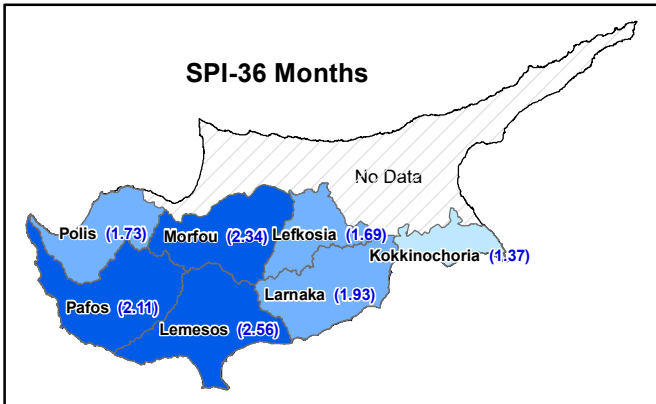 SPI-36 Months
No Data
Polis (1.73)
Morfou (2.34)
Lefkosia (1.69)
Kokkinochoria (1.37)
Pafos (2.11)
Larnaka (1.93)
Lemesos (2.56)